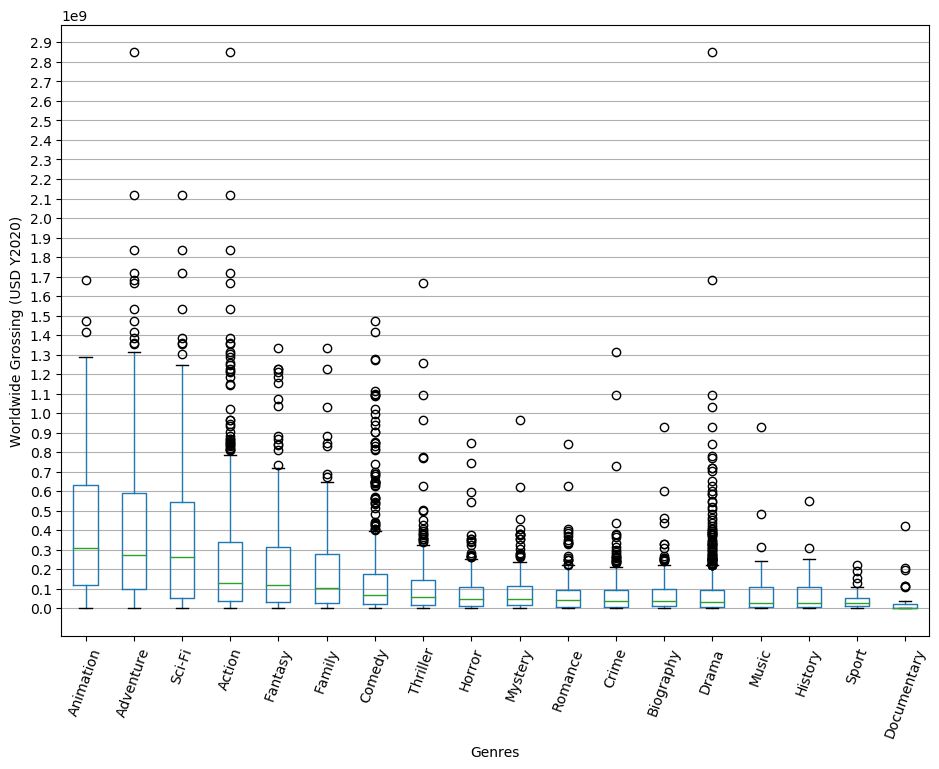 1e9
2.9
2.8
2.7
2.6
2.5
2.4
2.3
2.2
2.1
2.0
1.9
1.8
1.7
1.6
1.5
1.4
1.3
1.2
1.1
1.0
0.9
0.8
0.7
0.6
0.5
0.4
0.3
0.2
0.1
0.0
Worldwide Grossing (USD Y2020)
Animation
Adventure
Sci-Fi
Action
Fantasy
Family
Comedy
Thriller
Horror
Mystery
Romance
Crime
Biography
Drama
Music
History
Sport
Documentary
Genres